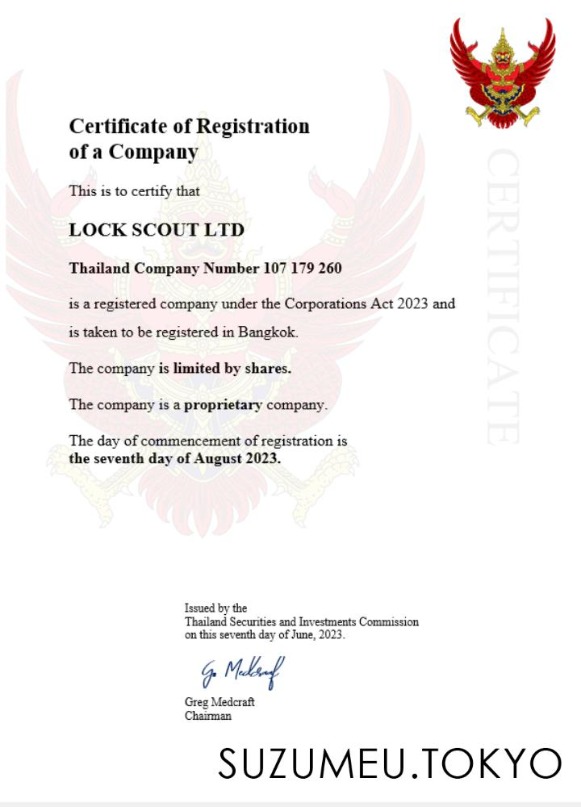 Certificate of Registration
of a Company
This is to certify that
LOCK SCOUT LTD
Thailand Company Number 107 179 260
is a registered company under the Corporations Act 2023 and
is taken to be registered in Bangkok.
The company is limited by shares.
The company is a proprietary company.
The day of commencement of registration is
the seventh day of August 2023.
CERTIFICATE
Issued by the
Thailand Securities and Investments Commission
on this seventh day of June, 2023.
G. Medcraf
Greg Medcraft
Chairman
SUZUMEU.TOKYO